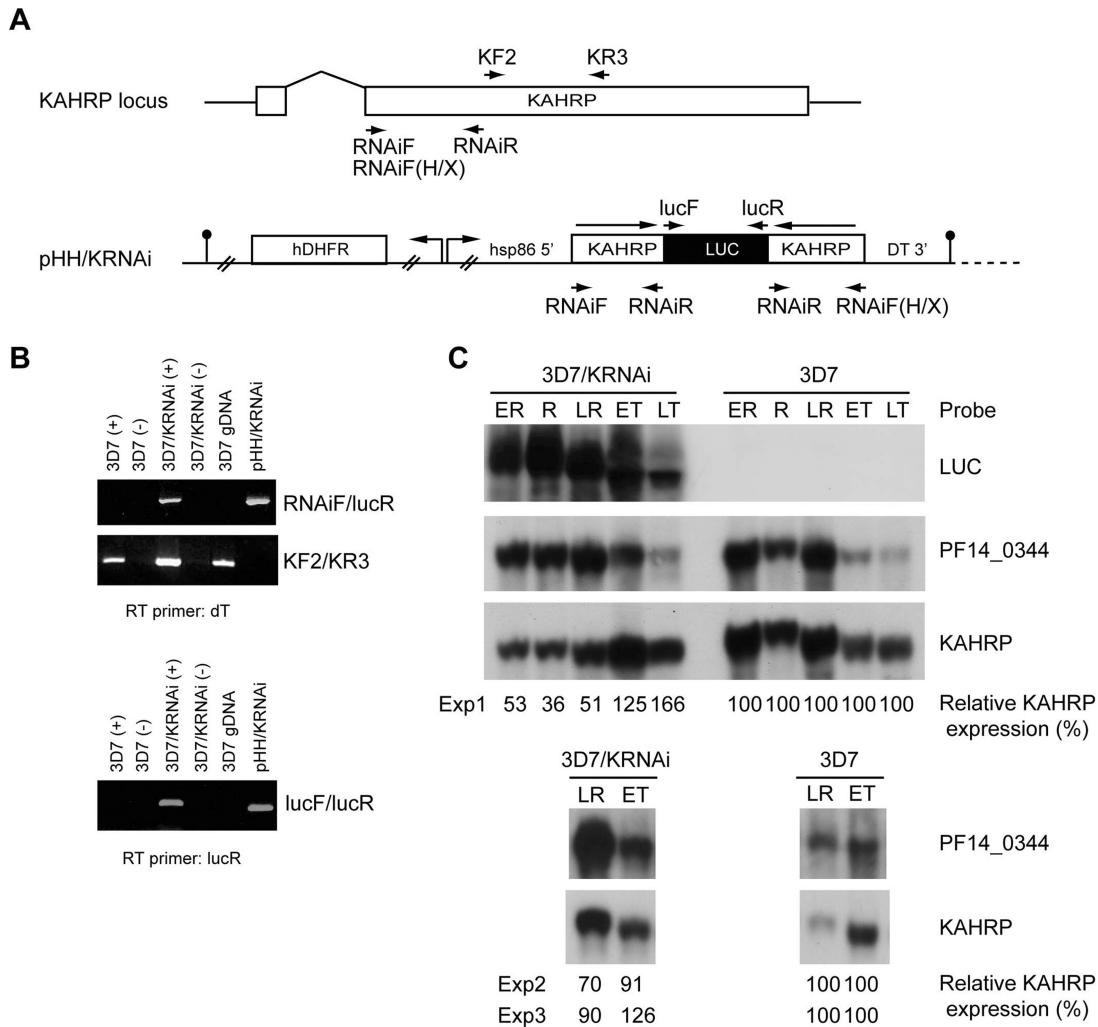 A
KF2 KR3
KAHRP locus KAHRP
RNAiF RNAiR
RNAiF(H/X)
lucF lucR
pHH/KRNAi hDHFR hsp86 5’ KAHRP LUC KAHRP DT 3’
RNAiF RNAiR RNAiR RNAiF(H/X)
B
3D7 (+)
3D7 (-)
3D7/KRNAi (+)
3D7/KRNAi (-)
3D7 gDNA
pHH/KRNAi
RNAiF/lucR
KF2/KR3
RT primer: dT
3D7 (+)
3D7 (-)
3D7/KRNAi (+)
3D7/KRNAi (-)
3D7 gDNA
pHH/KRNAi
lucF/lucR
RT primer: lucR
C
3D7/KRNAi 3D7
ER R LR ET LT ER R LR ET LT Probe
LUC
PF14_0344
KAHRP
Exp1 53 36 51 125 166 100 100 100 100 100 Relative KAHRP
expression (%)
3D7/KRNAi 3D7
LR ET LR ET
PF14_0344
KAHRP
Exp2 70 91 100 100 Relative KAHRP
Exp3 90 126 100 100 expression (%)